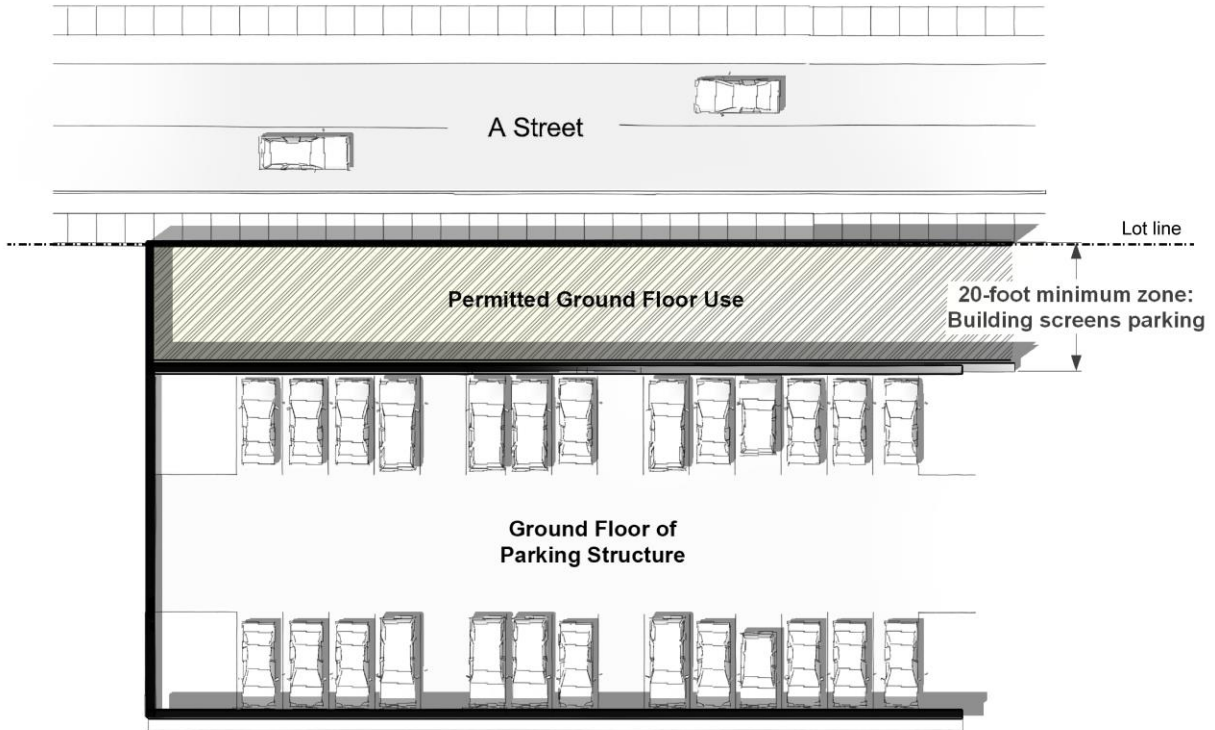 A Street
Lot line
Permitted Ground Floor Use
20-foot minimum zone:
Building screens parking
Ground Floor of
Parking Structure